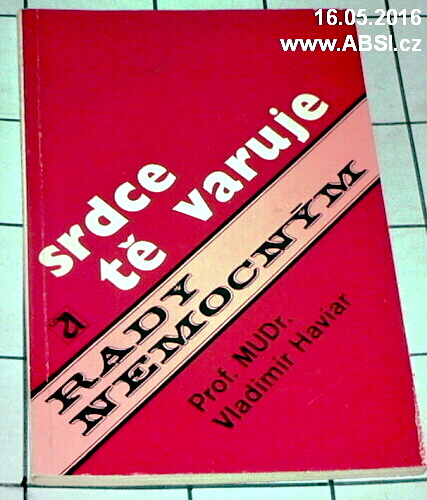 16.05.2016
www.ABSI.cz
srdce
tě varuje
a
RADY
NEMOCNÝM
Prof. MUDr.
Vladimír Haviar